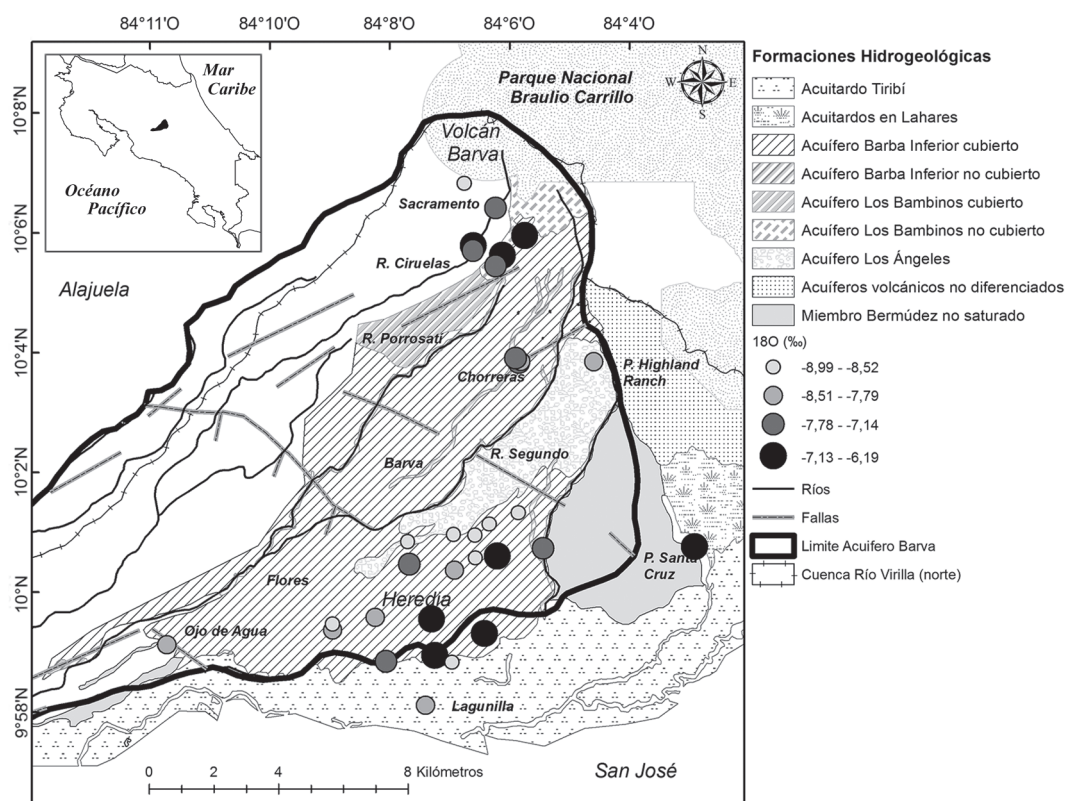 84°11'O
84°10'O
84°8'O
84°6'O
84°4'O
10°8'N
10°6'N
10°4'N
10°2'N
10°N
9°58'N
Mar
Caribe
Océano
Pacífico
Parque Nacional
Braulio Carrillo
N
W
E
S
Volcán
Barva
Sacramento
R. Ciruelas
Alajuela
R. Porrosatí
Chorreras
P. Highland
Ranch
Barva
R. Segundo
P. Santa
Cruz
Flores
Heredia
Ojo de Agua
Lagunilla
San José
0
2
4
8 Kilómetros
Formaciones Hidrogeológicas
Acuitardo Tiribí
Acuitardos en Lahares
Acuífero Barba Inferior cubierto
Acuífero Barba Inferior no cubierto
Acuífero Los Bambinos cubierto
Acuífero Los Bambinos no cubierto
Acuífero Los Ángeles
Acuíferos volcánicos no diferenciados
Miembro Bermúdez no saturado
18O (‰)
-8,99 - -8,52
-8,51 - -7,79
-7,78 - -7,14
-7,13 - -6,19
Ríos
Fallas
Limite Acuifero Barva
Cuenca Río Virilla (norte)